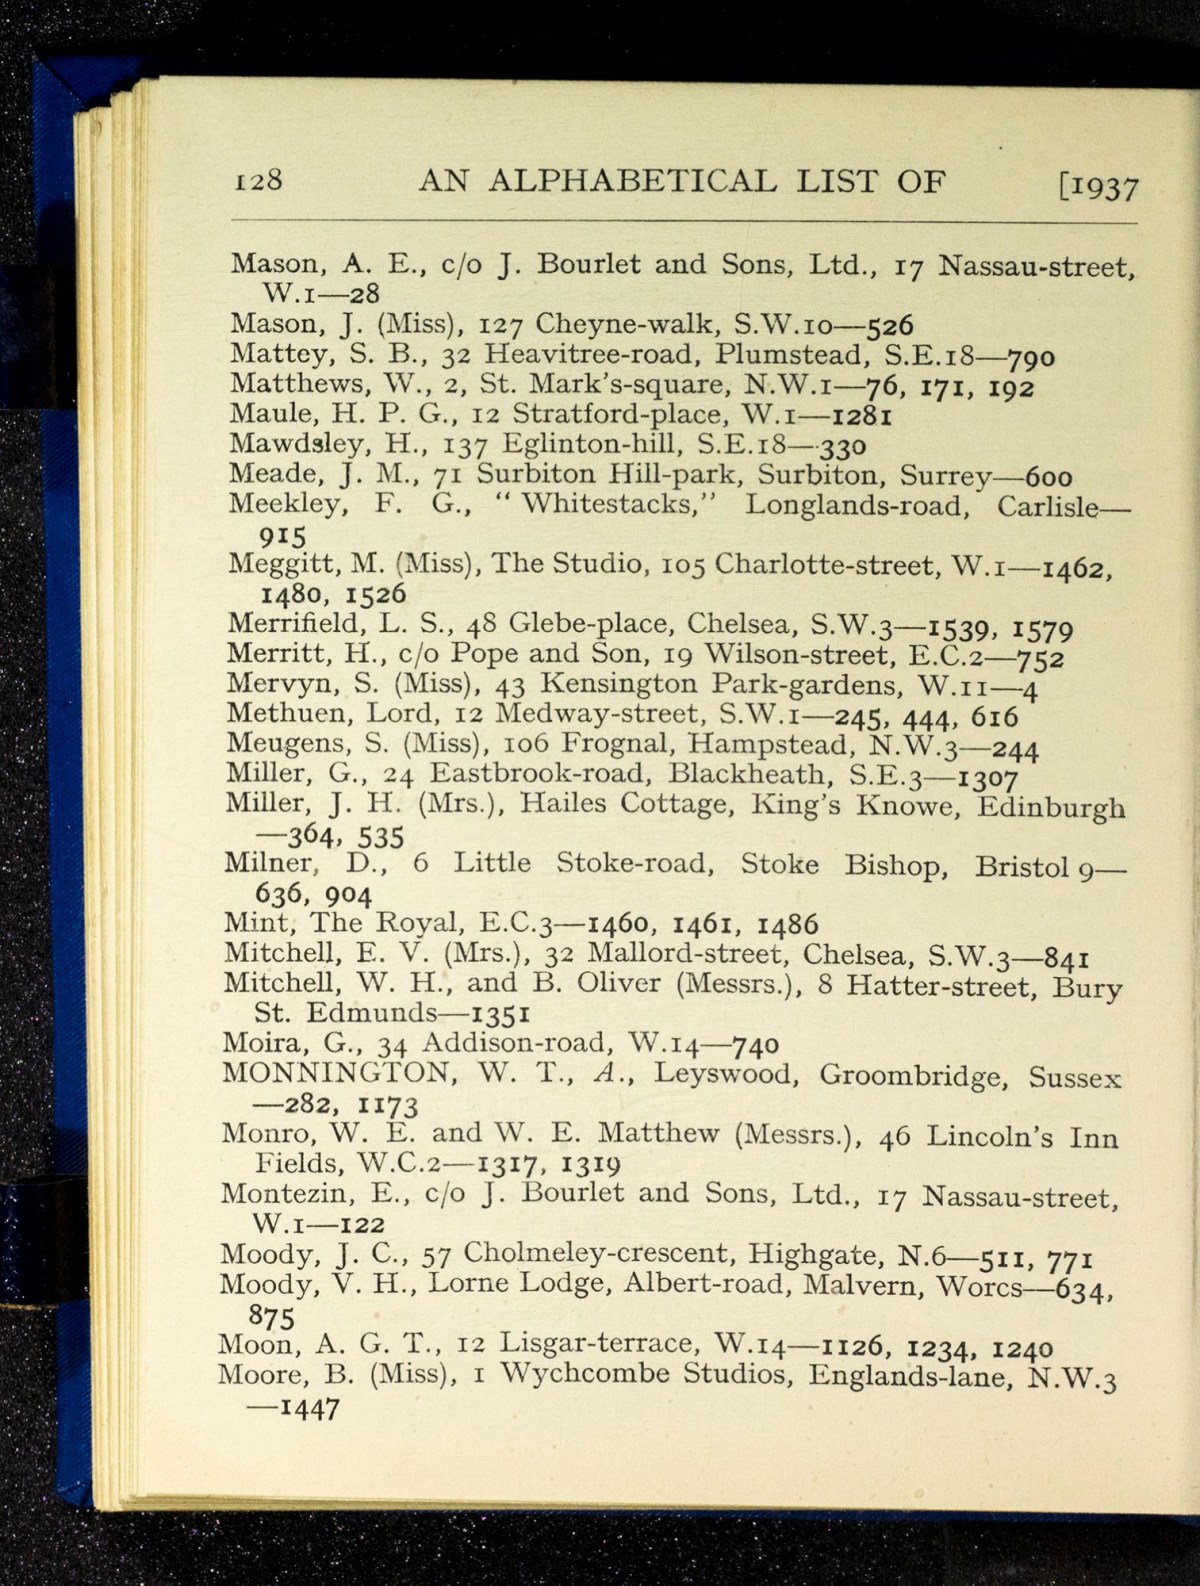 128 AN ALPHABETICAL LIST OF [1937
Mason, A. E., c/o J. Bourlet and Sons, Ltd., 17 Nassau-street,
W.1—28
Mason, J. (Miss), 127 Cheyne-walk, S.W.10—526
Mattey, S. B., 32 Heavitree-road, Plumstead, S.E.18—790
Matthews, W., 2, St. Mark's-square, N.W.1—76, 171, 192
Maule, H. P. G., 12 Stratford-place, W.1—1281
Mawdsley, H., 137 Eglinton-hill, S.E.18—330
Meade, J. M., 71 Surbiton Hill-park, Surbiton, Surrey—600
Meekley, F. G., “ Whitestacks,” Longlands-road, Carlisle—
915
Meggitt, M. (Miss), The Studio, 105 Charlotte-street, W.1—1462,
1480, 1526
Merrifield, L. S., 48 Glebe-place, Chelsea, S.W.3—1539, 1579
Merritt, H., c/o Pope and Son, 19 Wilson-street, E.C.2—752
Mervyn, S. (Miss), 43 Kensington Park-gardens, W.11—4
Methuen, Lord, 12 Medway-street, S.W.1—245, 444, 616
Meugens, S. (Miss), 106 Frognal, Hampstead, N.W.3—244
Miller, G., 24 Eastbrook-road, Blackheath, S.E.3—1307
Miller, J. H. (Mrs.), Hailes Cottage, King's Knowe, Edinburgh
—364, 535
Milner, D., 6 Little Stoke-road, Stoke Bishop, Bristol 9—
636, 904
Mint, The Royal, E.C.3—1460, 1461, 1486
Mitchell, E. V. (Mrs.), 32 Mallord-street, Chelsea, S.W.3—841
Mitchell, W. H., and B. Oliver (Messrs.), 8 Hatter-street, Bury
St. Edmunds—1351
Moira, G., 34 Addison-road, W.14—740
MONNINGTON, W. T., A., Leyswood, Groombridge, Sussex
—282, 1173
Monro, W. E. and W. E. Matthew (Messrs.), 46 Lincoln's Inn
Fields, W.C.2—1317, 1319
Montezin, E., c/o J. Bourlet and Sons, Ltd., 17 Nassau-street,
W.1—122
Moody, J. C., 57 Cholmeley-crescent, Highgate, N.6—511, 771
Moody, V. H., Lorne Lodge, Albert-road, Malvern, Worcs—634,
875
Moon, A. G. T., 12 Lisgar-terrace, W.14—1126, 1234, 1240
Moore, B. (Miss), 1 Wychcombe Studios, Englands-lane, N.W.3
—1447